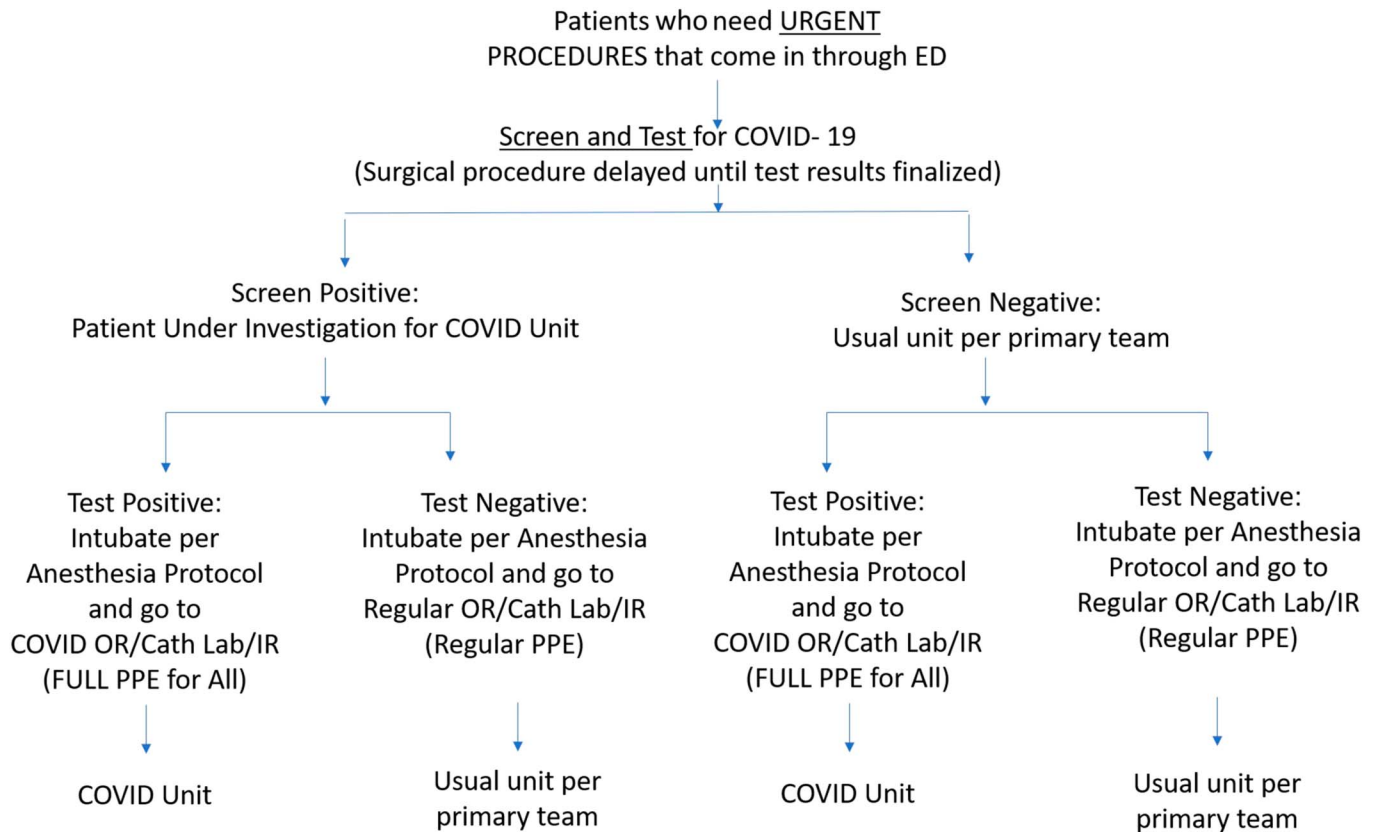 Patients who need URGENT
PROCEDURES that come in through ED
Screen and Test for COVID- 19
(Surgical procedure delayed until test results finalized)
Screen Positive:
Patient Under Investigation for COVID Unit
Screen Negative:
Usual unit per primary team
Test Positive:
Intubate per
Anesthesia Protocol
and go to
COVID OR/Cath Lab/IR
(FULL PPE for All)
Test Negative:
Intubate per Anesthesia
Protocol and go to
Regular OR/Cath Lab/IR
(Regular PPE)
Test Positive:
Intubate per
Anesthesia Protocol
and go to
COVID OR/Cath Lab/IR
(FULL PPE for All)
Test Negative:
Intubate per Anesthesia
Protocol and go to
Regular OR/Cath Lab/IR
(Regular PPE)
COVID Unit
Usual unit per
primary team
COVID Unit
Usual unit per
primary team